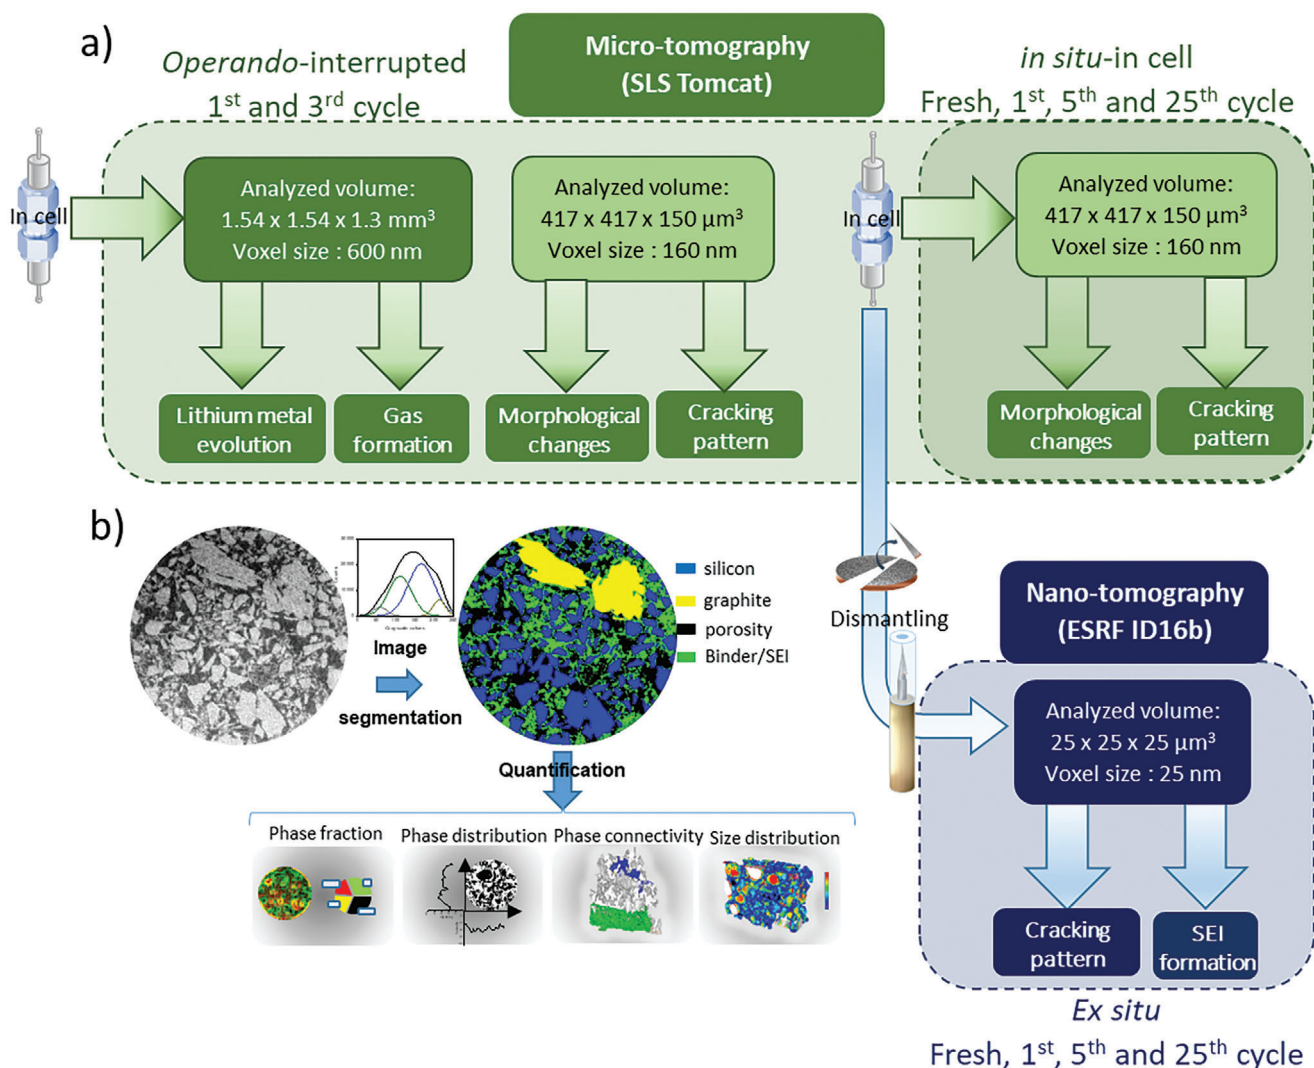 a)
Operando-interrupted
1st and 3rd cycle
Micro-tomography
(SLS Tomcat)
in situ-in cell
Fresh, 1st, 5th and 25th cycle
In cell
Analyzed volume:
1.54 x 1.54 x 1.3 mm³
Voxel size : 600 nm
Analyzed volume:
417 x 417 x 150 µm³
Voxel size : 160 nm
In cell
Analyzed volume:
417 x 417 x 150 µm³
Voxel size : 160 nm
Lithium metal
evolution
Gas
formation
Morphological
changes
Cracking
pattern
Morphological
changes
Cracking
pattern
b)
Image
segmentation
silicon
graphite
porosity
Binder/SEI
Dismantling
Nano-tomography
(ESRF ID16b)
Analyzed volume:
25 x 25 x 25 µm³
Voxel size : 25 nm
Quantification
Phase fraction
Phase distribution
Phase connectivity
Size distribution
Cracking
pattern
SEI
formation
Ex situ
Fresh, 1st, 5th and 25th cycle